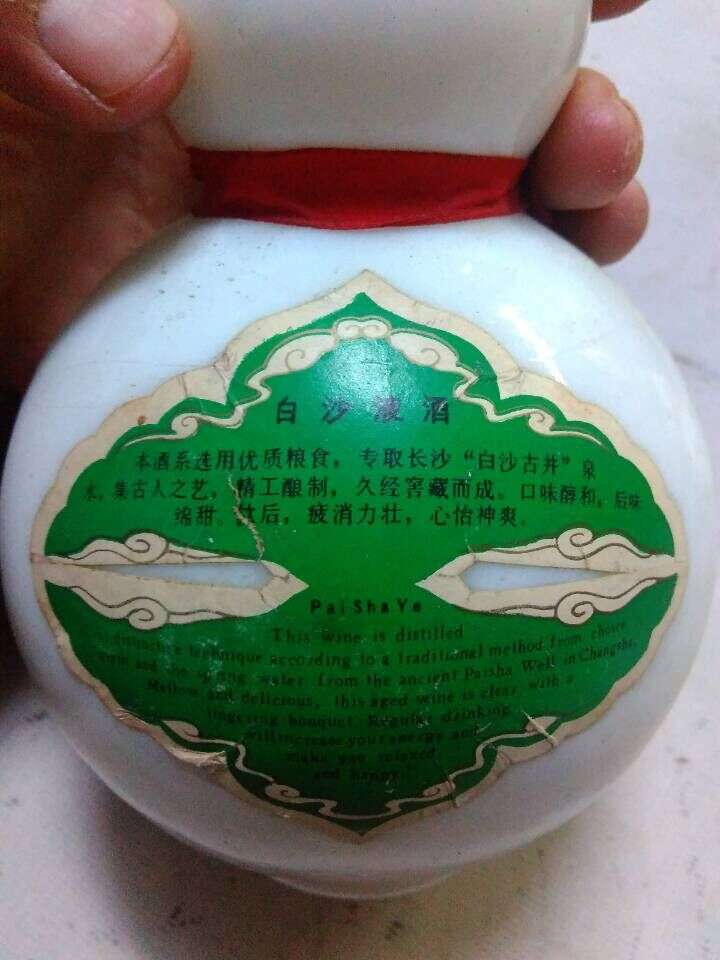 白沙液酒
本酒系选用优质粮食，专取长沙“白沙古井”泉
水，集古人之艺，精工酿制，久经窖藏而成。口味醇和，后味
绵甜。饮后，疲消力壮，心怡神爽。
PaiShaYe
This wine is distilled
distinctive technique according to a traditional method from choice
and the spring water from the ancient Paisha Well in Changsha,
Mellow and delicious, this aged wine is clear with a
lingering bouquet. Regular drinking
will increase your energy and
make you relaxed
and happy.